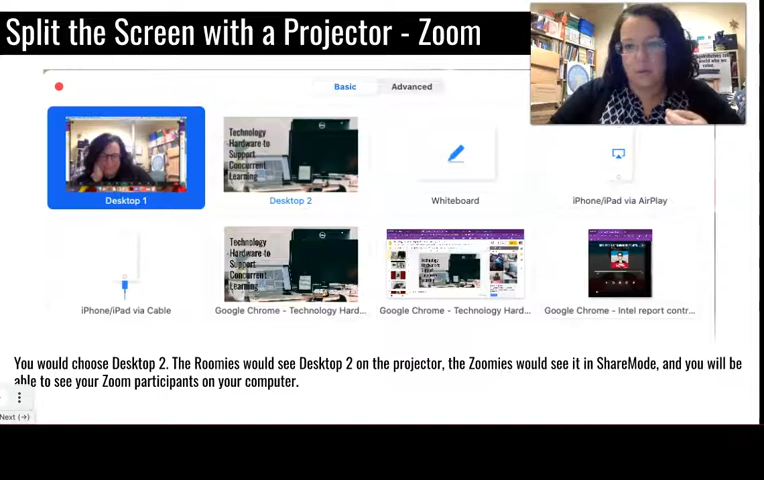 Split the Screen with a Projector - Zoom
Basic Advanced
Technology
Hardware to
Support
Concurrent
Learning
Desktop 1 Desktop 2 Whiteboard iPhone/iPad via AirPlay
Technology
Hardware to
Support
Concurrent
Learning
iPhone/iPad via Cable Google Chrome - Technology Hard... Google Chrome - Technology Hard... Google Chrome - Intel report contr...
You would choose Desktop 2. The Roomies would see Desktop 2 on the projector, the Zoomies would see it in ShareMode, and you will be
able to see your Zoom participants on your computer.
Next (→)